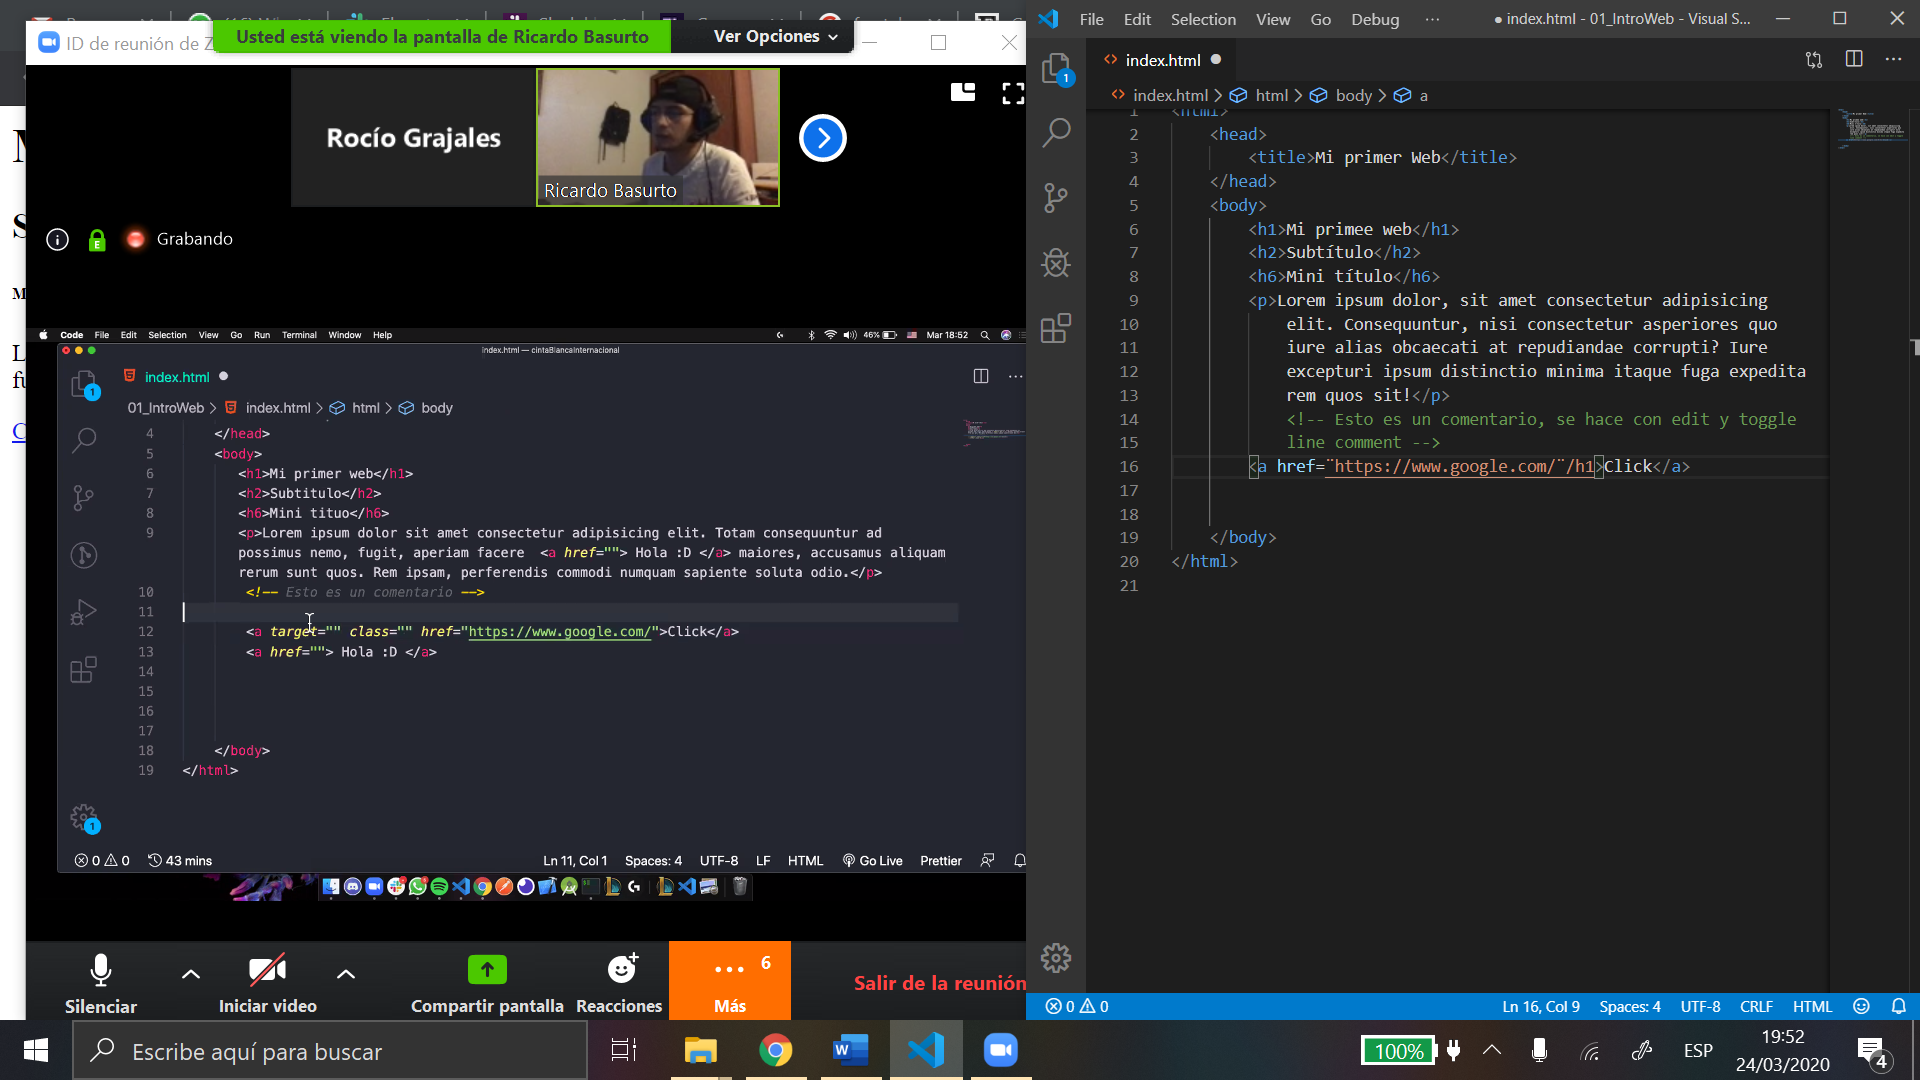 ID de reunión de Z
Usted está viendo la pantalla de Ricardo Basurto
Ver Opciones
Rocío Grajales
Ricardo Basurto
Grabando
Code File Edit Selection View Go Run Terminal Window Help
46%
Mar 18:52
index.html — cintaBlancaInternacional
index.html
01_IntroWeb > index.html > html > body
4 </head>
5 <body>
6 <h1>Mi primer web</h1>
7 <h2>Subtitulo</h2>
8 <h6>Mini tituo</h6>
9 <p>Lorem ipsum dolor sit amet consectetur adipisicing elit. Totam consequuntur ad
possimus nemo, fugit, aperiam facere <a href=""> Hola :D </a> maiores, accusamus aliquam
rerum sunt quos. Rem ipsam, perferendis commodi numquam sapiente soluta odio.</p>
10 <!-- Esto es un comentario -->
11
12 <a target="" class="" href="https://www.google.com/">Click</a>
13 <a href=""> Hola :D </a>
14
15
16
17
18 </body>
19 </html>
0 0 43 mins
Ln 11, Col 1 Spaces: 4 UTF-8 LF HTML Go Live Prettier
Silenciar
Iniciar video
Compartir pantalla
Reacciones
6
Más
Salir de la reunión
File Edit Selection View Go Debug ··· ● index.html - 01_IntroWeb - Visual S...
index.html
index.html > html > body > a
1 <html>
2 <head>
3 <title>Mi primer Web</title>
4 </head>
5 <body>
6 <h1>Mi primee web</h1>
7 <h2>Subtítulo</h2>
8 <h6>Mini título</h6>
9 <p>Lorem ipsum dolor, sit amet consectetur adipisicing
10 elit. Consequuntur, nisi consectetur asperiores quo
11 iure alias obcaecati at repudiandae corrupti? Iure
12 excepturi ipsum distinctio minima itaque fuga expedita
13 rem quos sit!</p>
14 <!-- Esto es un comentario, se hace con edit y toggle
15 line comment -->
16 <a href=¨https://www.google.com/¨/h1>Click</a>
17
18
19 </body>
20 </html>
21
0 0
Ln 16, Col 9 Spaces: 4 UTF-8 CRLF HTML
Escribe aquí para buscar
100%
ESP
19:52
24/03/2020
4